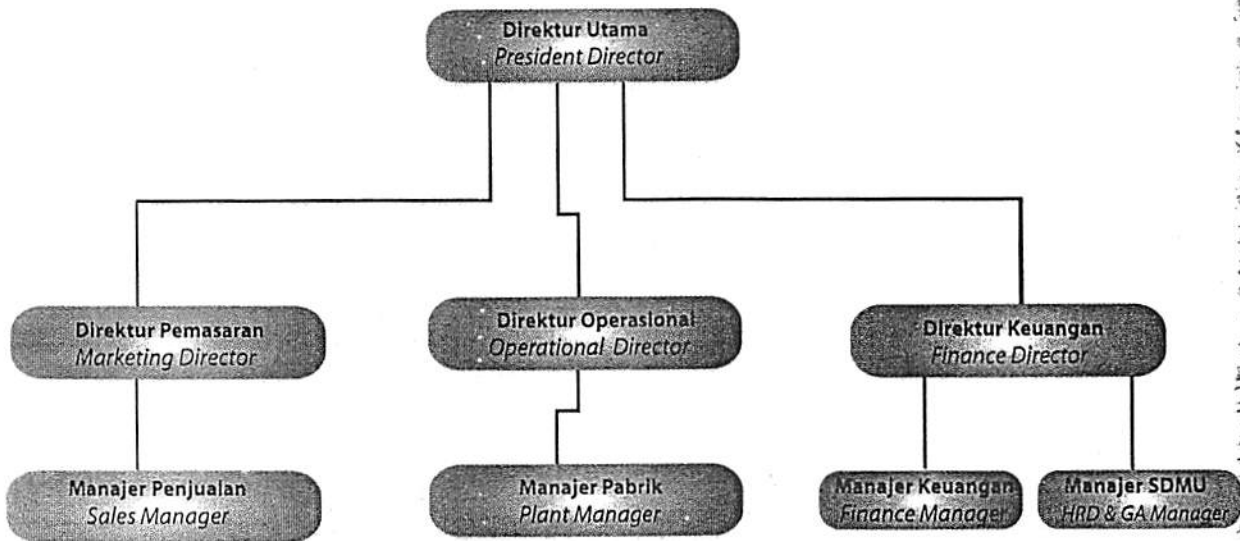 Direktur Utama
President Director
Direktur Pemasaran
Marketing Director
Direktur Operasional
Operational Director
Direktur Keuangan
Finance Director
Manajer Penjualan
Sales Manager
Manajer Pabrik
Plant Manager
Manajer Keuangan
Finance Manager
Manajer SDMU
HRD & GA Manager